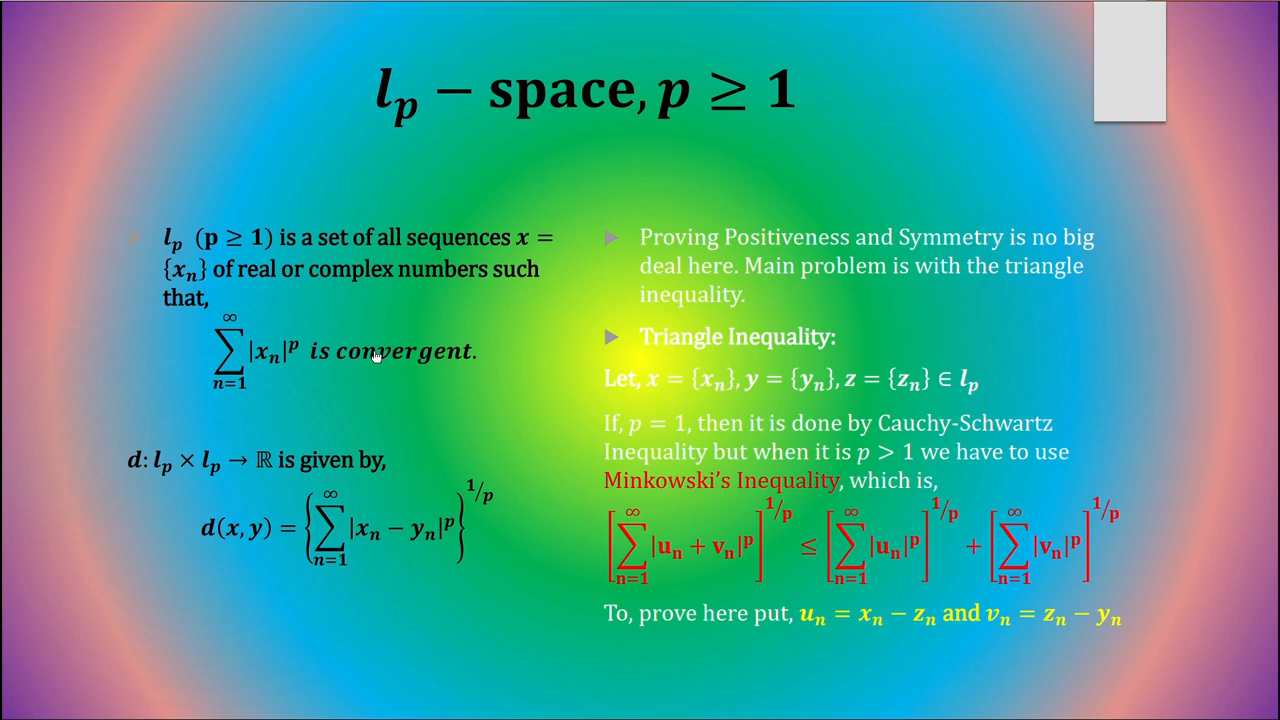 l_p − space, p ≥ 1
l_p (p ≥ 1) is a set of all sequences x =
{x_n} of real or complex numbers such
that,
∑_{n=1}^{∞} |x_n|^p is convergent.
d: l_p × l_p → ℝ is given by,
d(x, y) = {∑_{n=1}^{∞} |x_n − y_n|^p}^{1/p}
Proving Positiveness and Symmetry is no big
deal here. Main problem is with the triangle
inequality.
Triangle Inequality:
Let, x = {x_n}, y = {y_n}, z = {z_n} ∈ l_p
If, p = 1, then it is done by Cauchy-Schwartz
Inequality but when it is p > 1 we have to use
Minkowski’s Inequality, which is,
[∑_{n=1}^{∞} |u_n + v_n|^p]^{1/p} ≤ [∑_{n=1}^{∞} |u_n|^p]^{1/p} + [∑_{n=1}^{∞} |v_n|^p]^{1/p}
To, prove here put, u_n = x_n − z_n and v_n = z_n − y_n